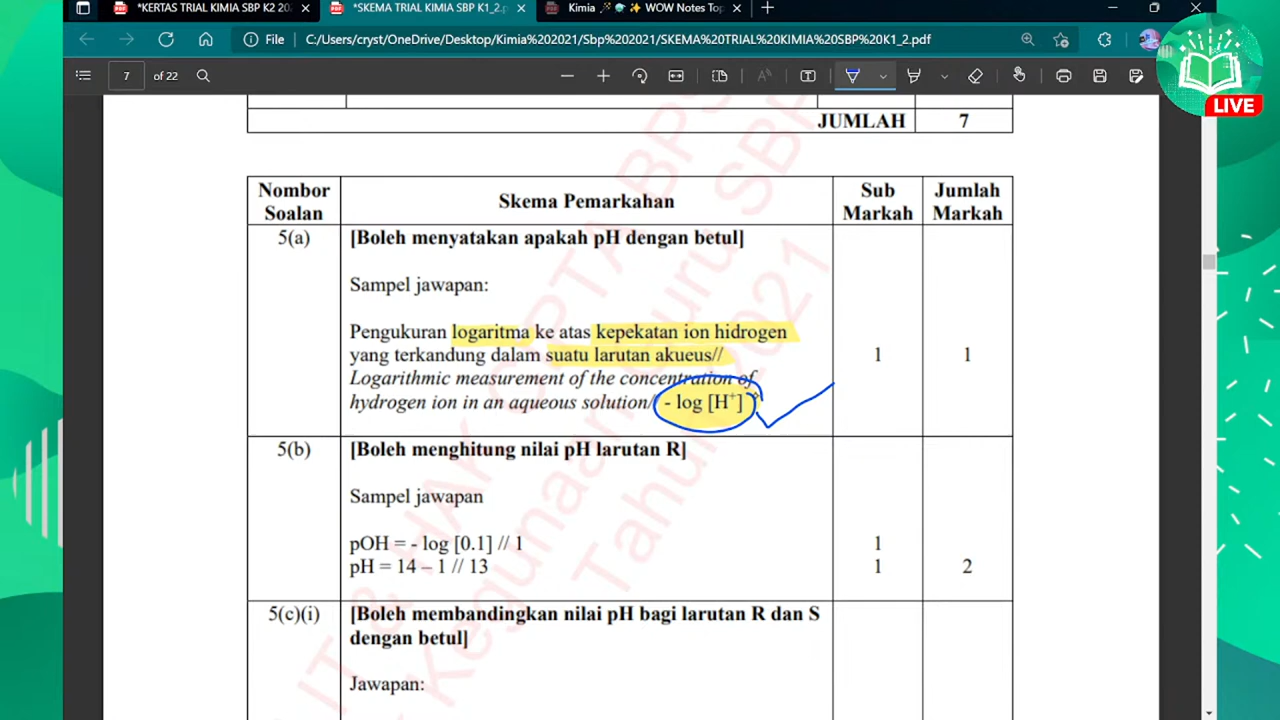 *KERTAS TRIAL KIMIA SBP K2 202
*SKEMA TRIAL KIMIA SBP K1_2.p
Kimia 🪄🎓✨ WOW Notes Top
File
C:/Users/cryst/OneDrive/Desktop/Kimia%202021/Sbp%202021/SKEMA%20TRIAL%20KIMIA%20SBP%20K1_2.pdf
LIVE
7 of 22
JUMLAH 7
Nombor Soalan
Skema Pemarkahan
Sub Markah
Jumlah Markah
5(a)
[Boleh menyatakan apakah pH dengan betul]
Sampel jawapan:
Pengukuran logaritma ke atas kepekatan ion hidrogen
yang terkandung dalam suatu larutan akueus//
Logarithmic measurement of the concentration of
hydrogen ion in an aqueous solution/ - log [H⁺]
1 1
5(b)
[Boleh menghitung nilai pH larutan R]
Sampel jawapan
pOH = - log [0.1] // 1
1
pH = 14 – 1 // 13
1 2
5(c)(i)
[Boleh membandingkan nilai pH bagi larutan R dan S
dengan betul]
Jawapan: